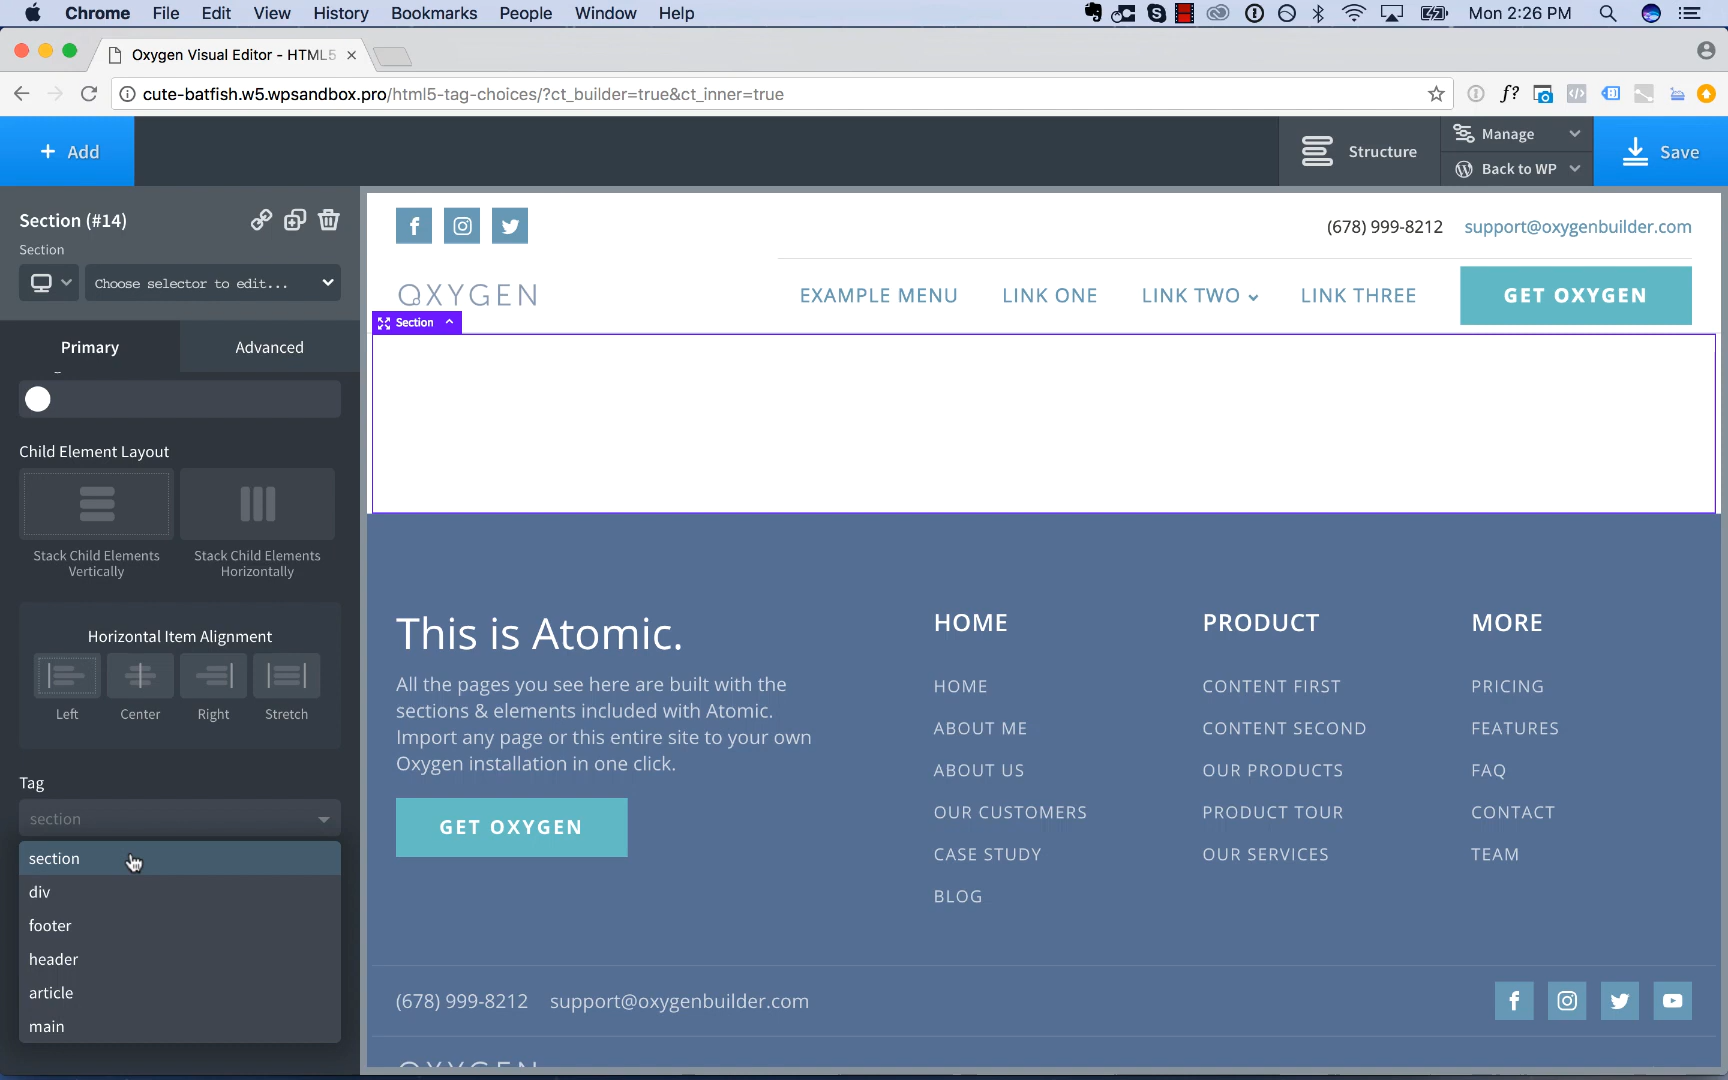 Chrome File Edit View History Bookmarks People Window Help Mon 2:26 PM
Oxygen Visual Editor - HTML5
cute-batfish.w5.wpsandbox.pro/html5-tag-choices/?ct_builder=true&ct_inner=true
+ Add
Structure
Manage
Back to WP
Save
Section (#14)
Section
Choose selector to edit...
Primary
Advanced
Child Element Layout
Stack Child Elements
Vertically
Stack Child Elements
Horizontally
Horizontal Item Alignment
Left Center Right Stretch
Tag
section
section
div
footer
header
article
main
(678) 999-8212 support@oxygenbuilder.com
OXYGEN
EXAMPLE MENU LINK ONE LINK TWO LINK THREE GET OXYGEN
Section
This is Atomic.
All the pages you see here are built with the
sections & elements included with Atomic.
Import any page or this entire site to your own
Oxygen installation in one click.
GET OXYGEN
HOME
HOME
ABOUT ME
ABOUT US
OUR CUSTOMERS
CASE STUDY
BLOG
PRODUCT
CONTENT FIRST
CONTENT SECOND
OUR PRODUCTS
PRODUCT TOUR
OUR SERVICES
MORE
PRICING
FEATURES
FAQ
CONTACT
TEAM
(678) 999-8212 support@oxygenbuilder.com